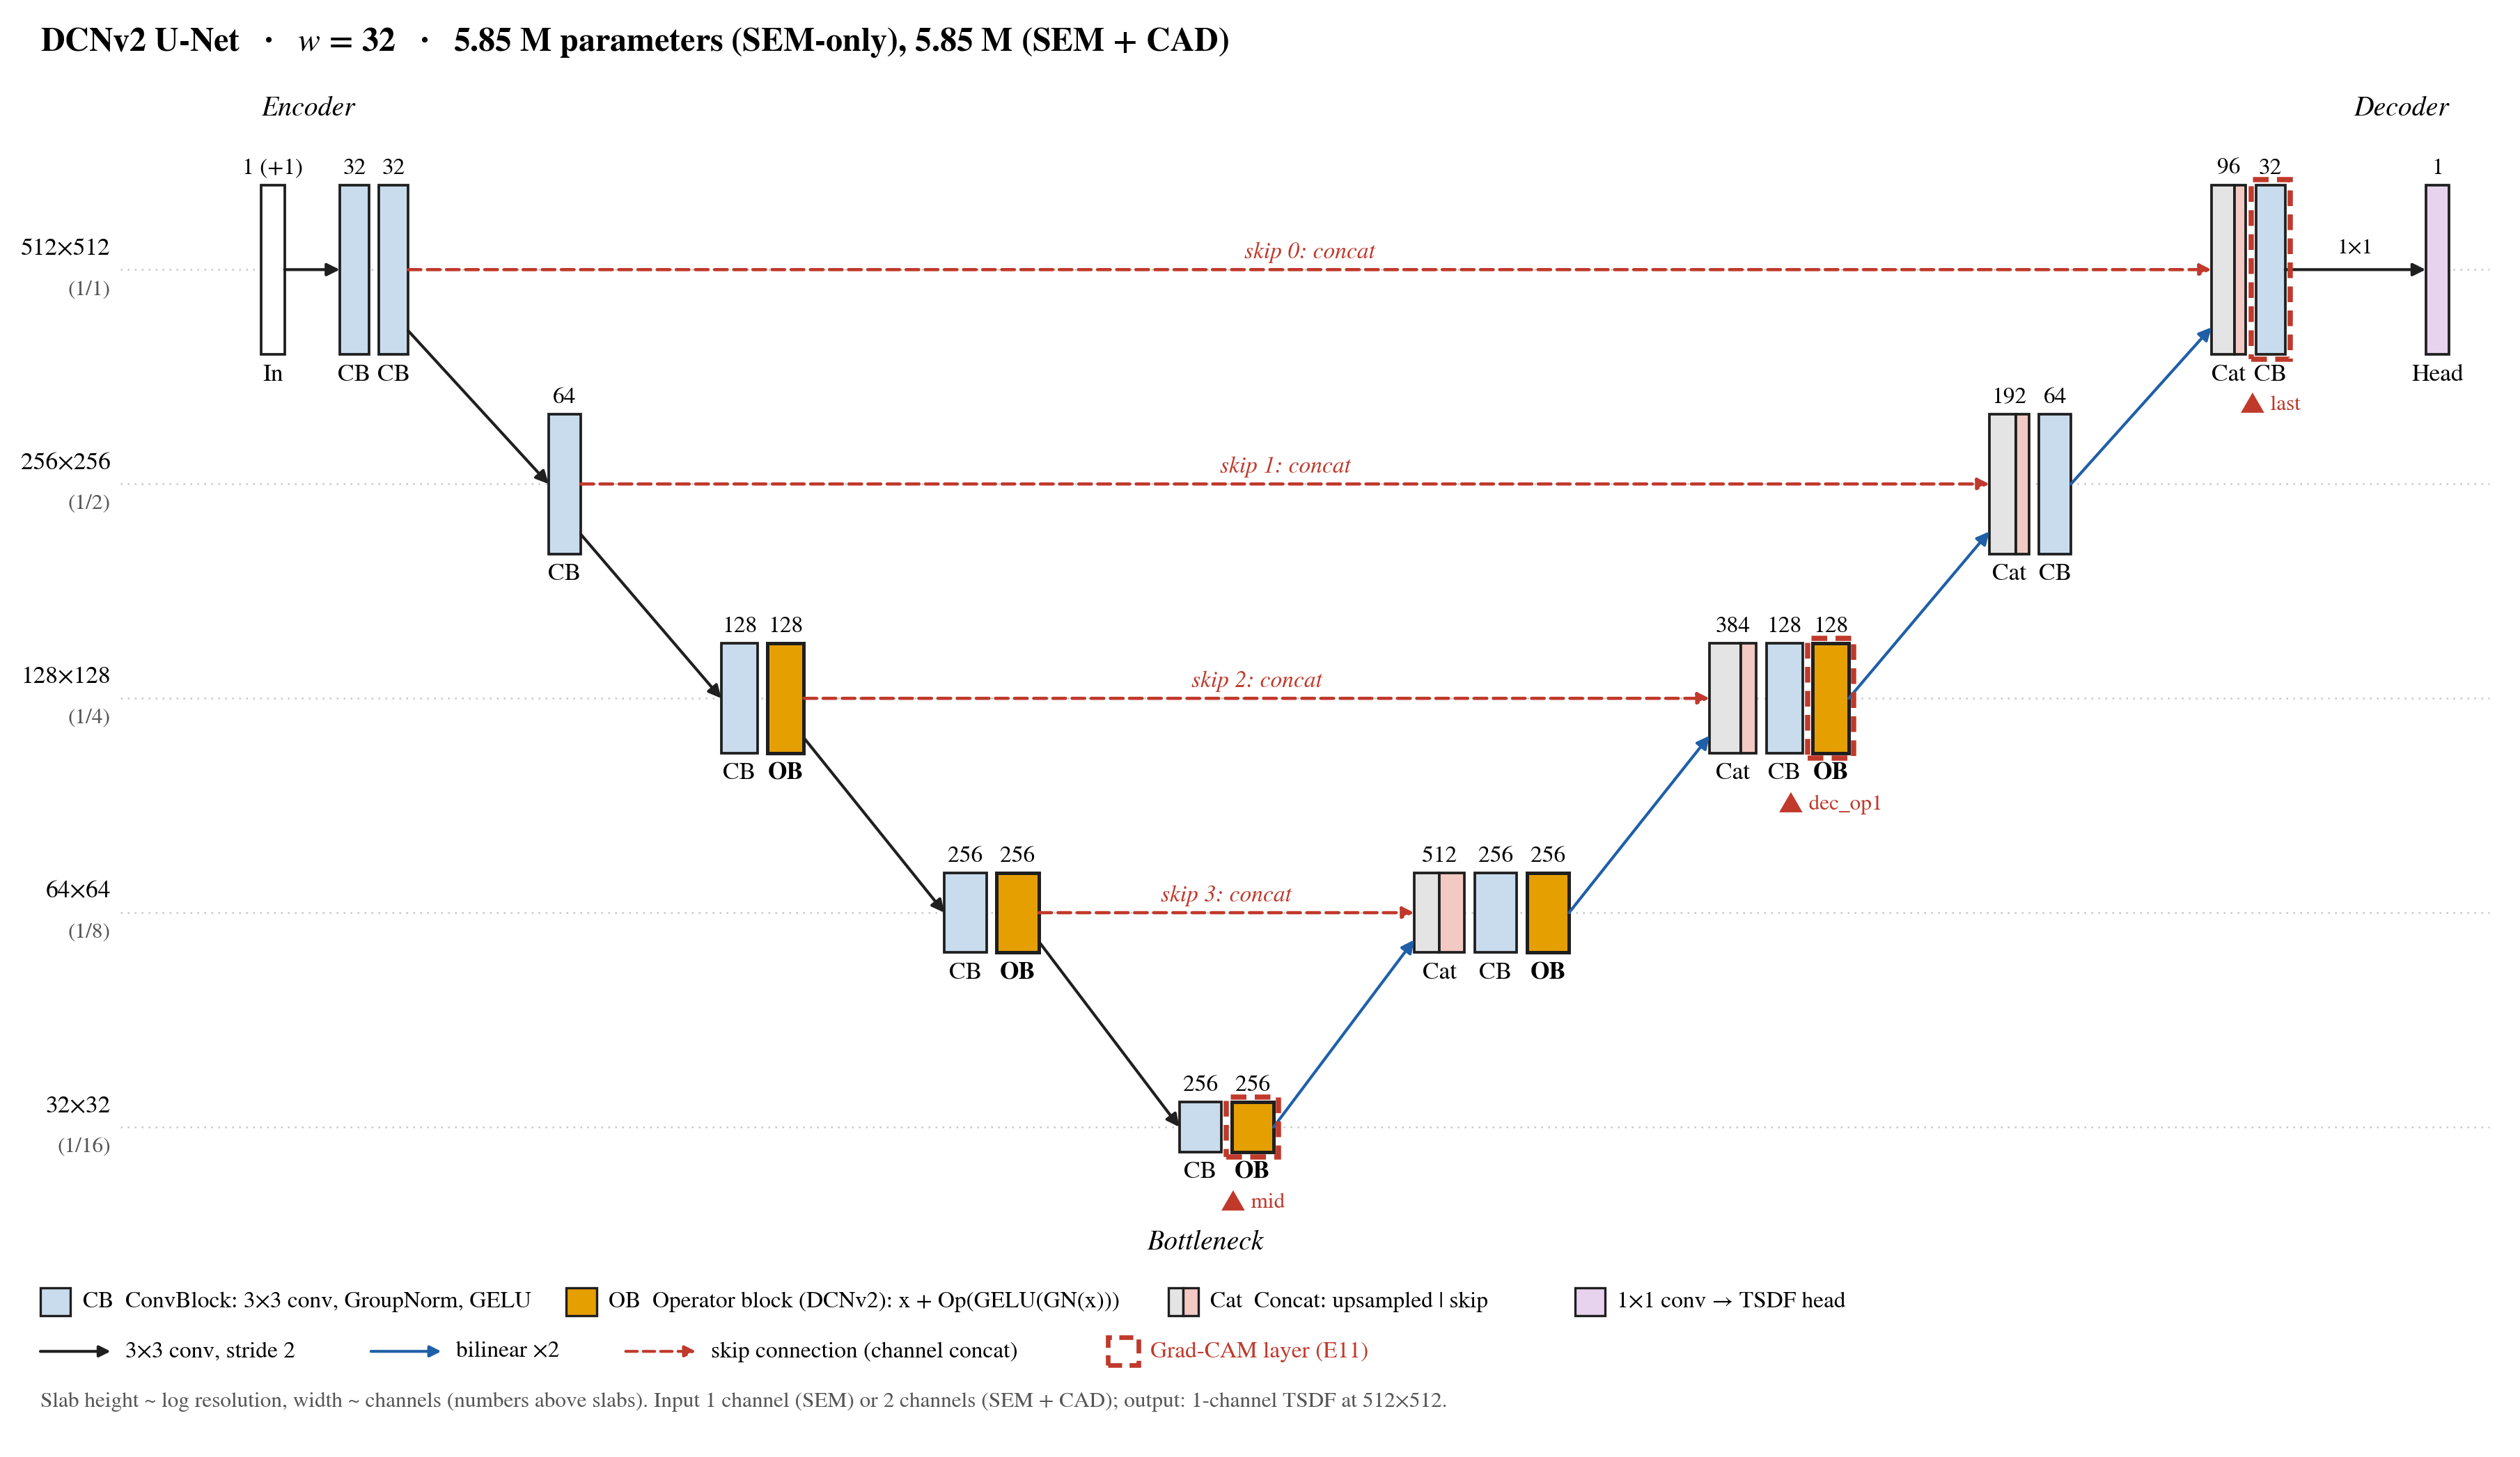 DCNv2 U-Net · w = 32 · 5.85 M parameters (SEM-only), 5.85 M (SEM + CAD)
Encoder
Decoder
1 (+1) 32 32
96 32 1
512×512
(1/1)
skip 0: concat
1×1
In CB CB
Cat CB Head
last
64
192 64
256×256
(1/2)
skip 1: concat
CB
Cat CB
128 128
384 128 128
128×128
(1/4)
skip 2: concat
CB OB
Cat CB OB
dec_op1
256 256
512 256 256
64×64
(1/8)
skip 3: concat
CB OB
Cat CB OB
256 256
32×32
(1/16)
CB OB
mid
Bottleneck
CB ConvBlock: 3×3 conv, GroupNorm, GELU
OB Operator block (DCNv2): x + Op(GELU(GN(x)))
Cat Concat: upsampled | skip
1×1 conv → TSDF head
3×3 conv, stride 2
bilinear ×2
skip connection (channel concat)
Grad-CAM layer (E11)
Slab height ~ log resolution, width ~ channels (numbers above slabs). Input 1 channel (SEM) or 2 channels (SEM + CAD); output: 1-channel TSDF at 512×512.